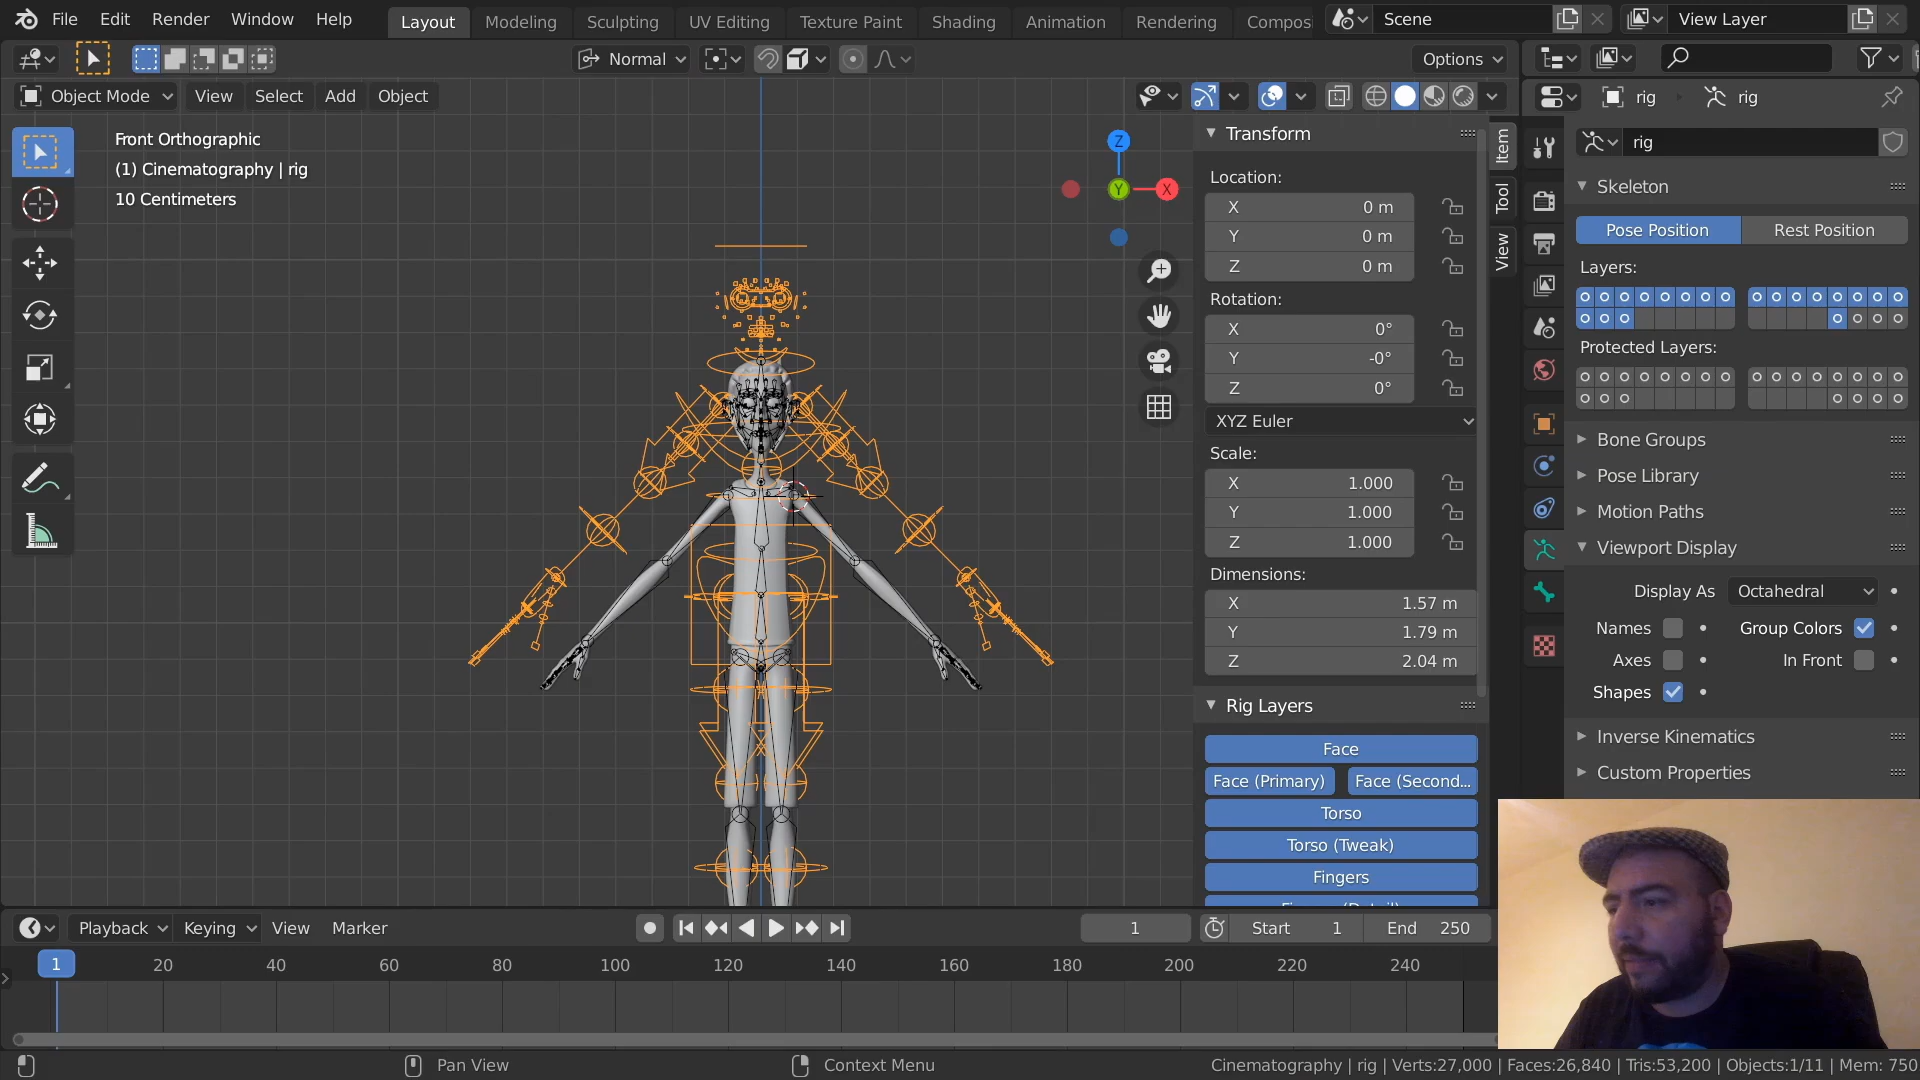 File Edit Render Window Help
Layout Modeling Sculpting UV Editing Texture Paint Shading Animation Rendering Compos
Scene
View Layer
Normal
Options
Object Mode View Select Add Object
rig rig
Front Orthographic
(1) Cinematography | rig
10 Centimeters
Z
Y
X
Transform
Location:
X 0 m
Y 0 m
Z 0 m
Rotation:
X 0°
Y -0°
Z 0°
XYZ Euler
Scale:
X 1.000
Y 1.000
Z 1.000
Dimensions:
X 1.57 m
Y 1.79 m
Z 2.04 m
Rig Layers
Face
Face (Primary) Face (Second...
Torso
Torso (Tweak)
Fingers
Item
Tool
View
rig
Skeleton
Pose Position Rest Position
Layers:
Protected Layers:
Bone Groups
Pose Library
Motion Paths
Viewport Display
Display As Octahedral
Names Group Colors
Axes In Front
Shapes
Inverse Kinematics
Custom Properties
Playback Keying View Marker
1 Start 1 End 250
1 20 40 60 80 100 120 140 160 180 200 220 240
Pan View Context Menu
Cinematography | rig | Verts:27,000 | Faces:26,840 | Tris:53,200 | Objects:1/11 | Mem: 750